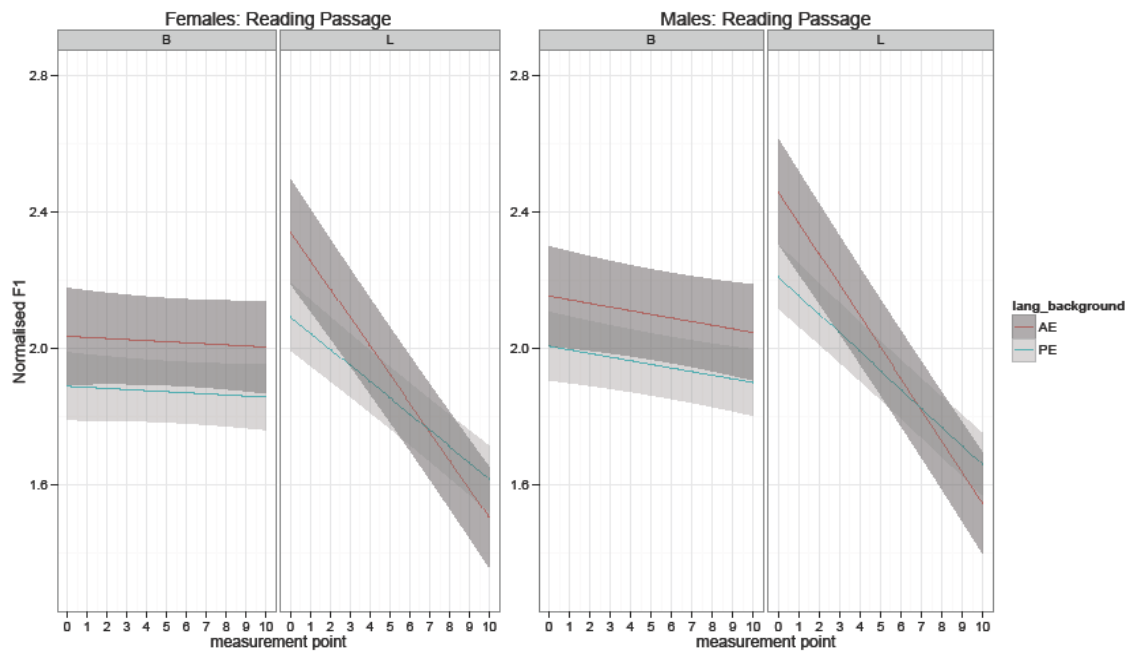 Females: Reading Passage
Males: Reading Passage
B
L
B
L
Normalised F1
2.8
2.4
2.0
1.6
2.8
2.4
2.0
1.6
0 1 2 3 4 5 6 7 8 9 10
0 1 2 3 4 5 6 7 8 9 10
0 1 2 3 4 5 6 7 8 9 10
0 1 2 3 4 5 6 7 8 9 10
measurement point
measurement point
lang_background
AE
PE